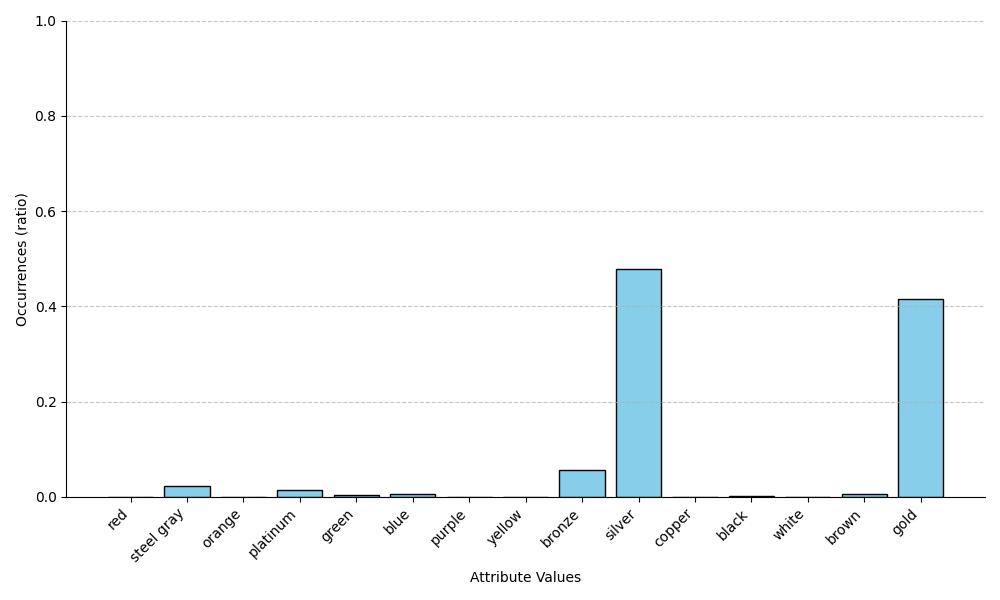 1.0
0.8
0.6
0.4
0.2
0.0
Occurrences (ratio)
red
steel gray
orange
platinum
green
blue
purple
yellow
bronze
silver
copper
black
white
brown
gold
Attribute Values